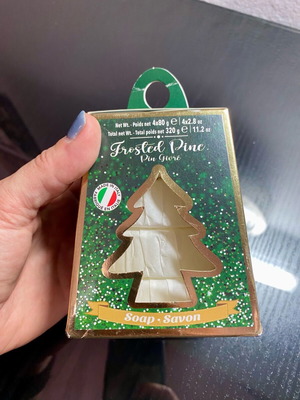 Net Wt. - Poids net 4x80 g ℮ | 4x2.8 oz
Total net Wt. - Total poids net 320 g ℮ | 11.2 oz
Frosted Pine
Pin Givré
Soap - Savon